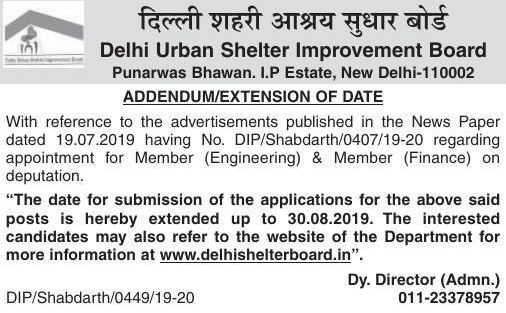 दिल्ली शहरी आश्रय सुधार बोर्ड
Delhi Urban Shelter Improvement Board
Delhi Urban Shelter Improvement Board
Punarwas Bhawan. I.P Estate, New Delhi-110002
ADDENDUM/EXTENSION OF DATE
With reference to the advertisements published in the News Paper
dated 19.07.2019 having No. DIP/Shabdarth/0407/19-20 regarding
appointment for Member (Engineering) & Member (Finance) on
deputation.
“The date for submission of the applications for the above said
posts is hereby extended up to 30.08.2019. The interested
candidates may also refer to the website of the Department for
more information at www.delhishelterboard.in”.
Dy. Director (Admn.)
DIP/Shabdarth/0449/19-20 011-23378957